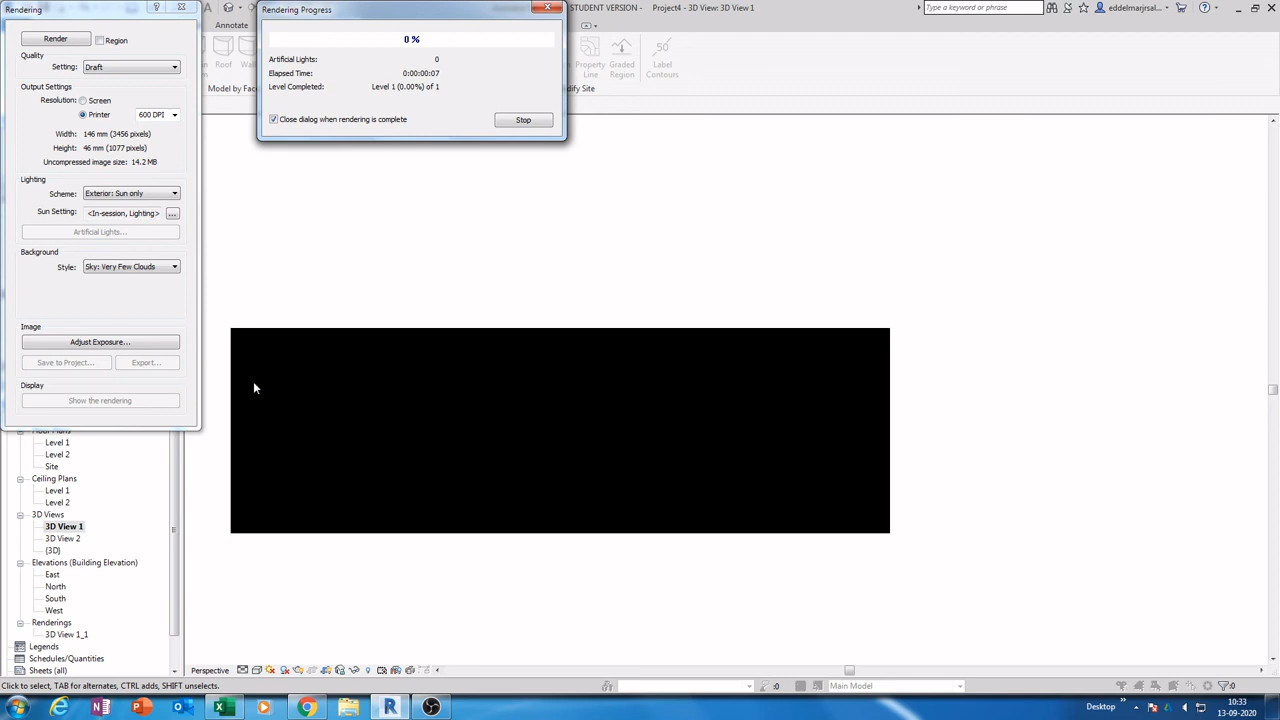 Rendering
?
Render
Region
Quality
Setting: Draft
Output Settings
Resolution: Screen
Printer 600 DPI
Width: 146 mm (3456 pixels)
Height: 46 mm (1077 pixels)
Uncompressed image size: 14.2 MB
Lighting
Scheme: Exterior: Sun only
Sun Setting: <In-session, Lighting> ...
Artificial Lights...
Background
Style: Sky: Very Few Clouds
Image
Adjust Exposure...
Save to Project... Export...
Display
Show the rendering
Rendering Progress
0 %
Artificial Lights: 0
Elapsed Time: 0:00:00:07
Level Completed: Level 1 (0.00%) of 1
Close dialog when rendering is complete
Stop
STUDENT VERSION - Project4 - 3D View: 3D View 1
Type a keyword or phrase
eddelmarjrsal...
Annotate
Property Line
Graded Region
50
Label Contours
Model by Fac
dify Site
Level 1
Level 2
Site
Ceiling Plans
Level 1
Level 2
3D Views
3D View 1
3D View 2
{3D}
Elevations (Building Elevation)
East
North
South
West
Renderings
3D View 1_1
Legends
Schedules/Quantities
Sheets (all)
Perspective
Click to select, TAB for alternates, CTRL adds, SHIFT unselects.
:0
Main Model
:0
Desktop
10:33
13-09-2020